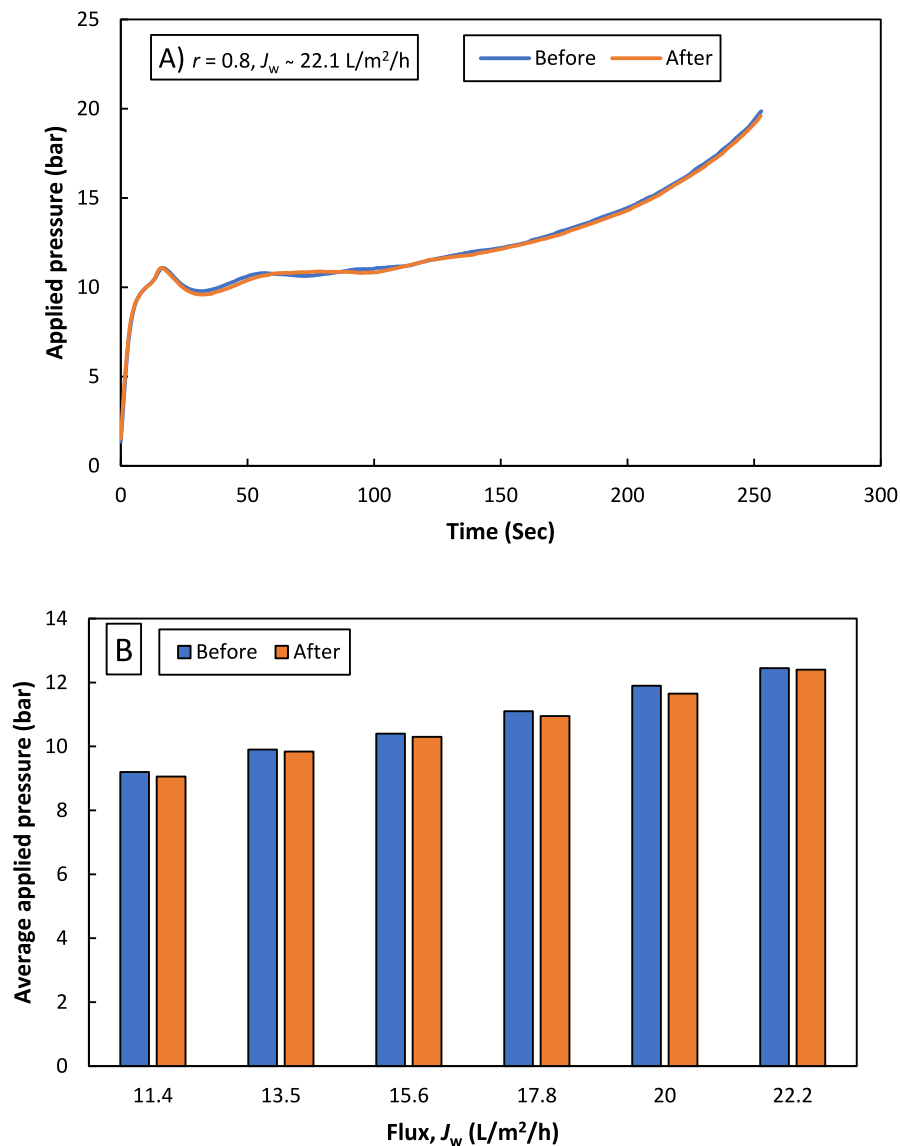 A) r = 0.8, Jw ~ 22.1 L/m²/h
Before After
25
20
15
10
5
0
Applied pressure (bar)
0 50 100 150 200 250 300
Time (Sec)
B
Before After
14
12
10
8
6
4
2
0
Average applied pressure (bar)
11.4 13.5 15.6 17.8 20 22.2
Flux, Jw (L/m²/h)